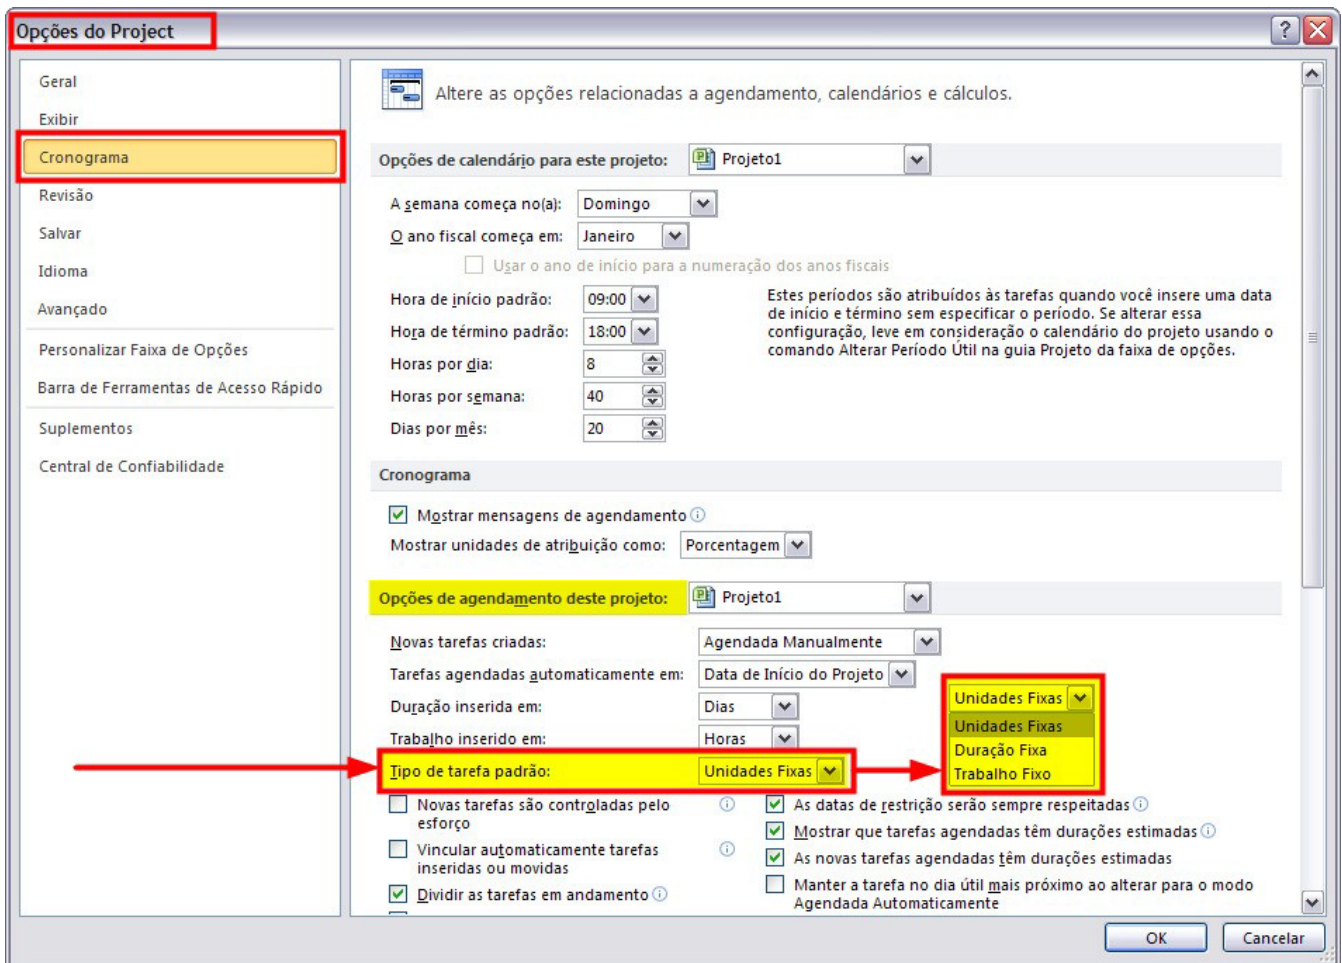 Opções do Project
Geral
Exibir
Cronograma
Revisão
Salvar
Idioma
Avançado
Personalizar Faixa de Opções
Barra de Ferramentas de Acesso Rápido
Suplementos
Central de Confiabilidade
Altere as opções relacionadas a agendamento, calendários e cálculos.
Opções de calendário para este projeto: Projeto1
A semana começa no(a): Domingo
O ano fiscal começa em: Janeiro
Usar o ano de início para a numeração dos anos fiscais
Hora de início padrão: 09:00
Hora de término padrão: 18:00
Horas por dia: 8
Horas por semana: 40
Dias por mês: 20
Estes períodos são atribuídos às tarefas quando você insere uma data
de início e término sem especificar o período. Se alterar essa
configuração, leve em consideração o calendário do projeto usando o
comando Alterar Período Útil na guia Projeto da faixa de opções.
Cronograma
Mostrar mensagens de agendamento
Mostrar unidades de atribuição como: Porcentagem
Opções de agendamento deste projeto: Projeto1
Novas tarefas criadas: Agendada Manualmente
Tarefas agendadas automaticamente em: Data de Início do Projeto
Duração inserida em: Dias
Trabalho inserido em: Horas
Tipo de tarefa padrão: Unidades Fixas
Unidades Fixas
Unidades Fixas
Duração Fixa
Trabalho Fixo
Novas tarefas são controladas pelo
esforço
Vincular automaticamente tarefas
inseridas ou movidas
Dividir as tarefas em andamento
As datas de restrição serão sempre respeitadas
Mostrar que tarefas agendadas têm durações estimadas
As novas tarefas agendadas têm durações estimadas
Manter a tarefa no dia útil mais próximo ao alterar para o modo
Agendada Automaticamente
OK
Cancelar